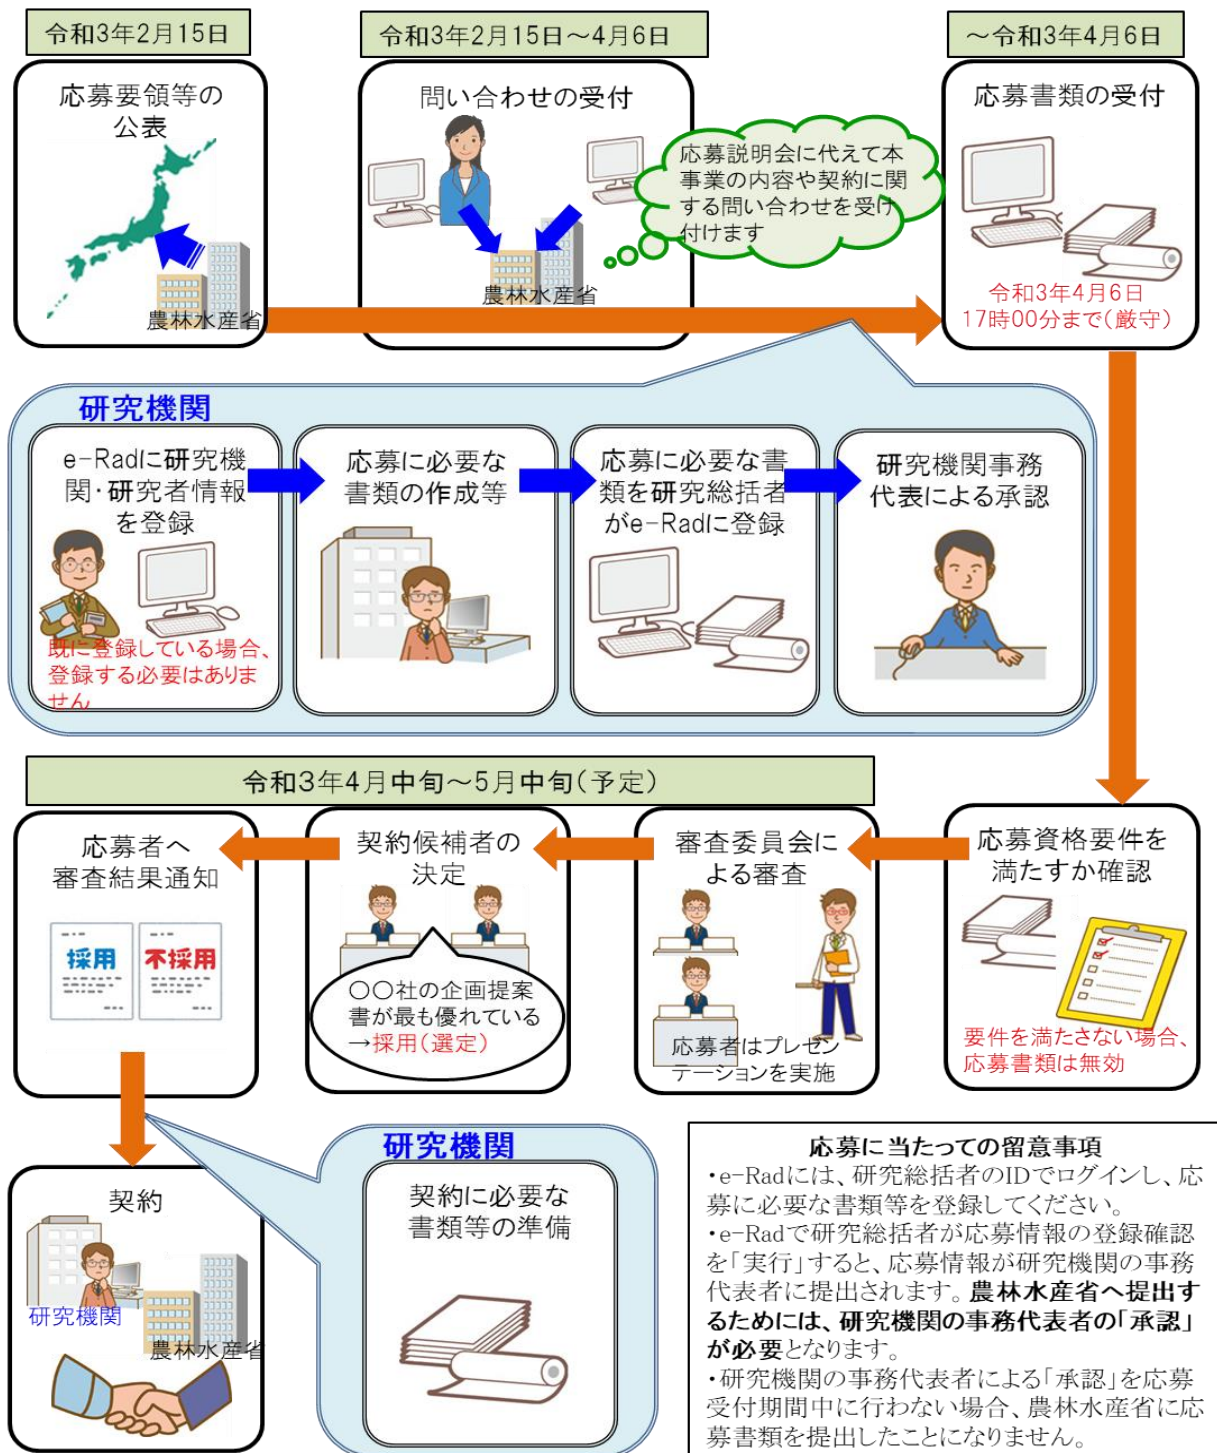 令和3年2月15日
令和3年2月15日～4月6日
～令和3年4月6日
応募要領等の
公表
農林水産省
問い合わせの受付
農林水産省
応募説明会に代えて本
事業の内容や契約に関
する問い合わせを受け
付けます
応募書類の受付
令和3年4月6日
17時00分まで(厳守)
研究機関
e-Radに研究機
関・研究者情報
を登録
既に登録している場合、
登録する必要はありま
せん
応募に必要な
書類の作成等
応募に必要な書
類を研究総括者
がe-Radに登録
研究機関事務
代表による承認
令和3年4月中旬～5月中旬(予定)
応募者へ
審査結果通知
採用
不採用
契約候補者の
決定
〇〇社の企画提案
書が最も優れている
→採用(選定)
審査委員会に
よる審査
応募者はプレゼン
テーションを実施
応募資格要件を
満たすか確認
要件を満たさない場合、
応募書類は無効
契約
研究機関
農林水産省
研究機関
契約に必要な
書類等の準備
応募に当たっての留意事項
・e-Radには、研究総括者のIDでログインし、応
募に必要な書類等を登録してください。
・e-Radで研究総括者が応募情報の登録確認
を「実行」すると、応募情報が研究機関の事務
代表者に提出されます。農林水産省へ提出す
るためには、研究機関の事務代表者の「承認」
が必要となります。
・研究機関の事務代表者による「承認」を応募
受付期間中に行わない場合、農林水産省に応
募書類を提出したことになりません。